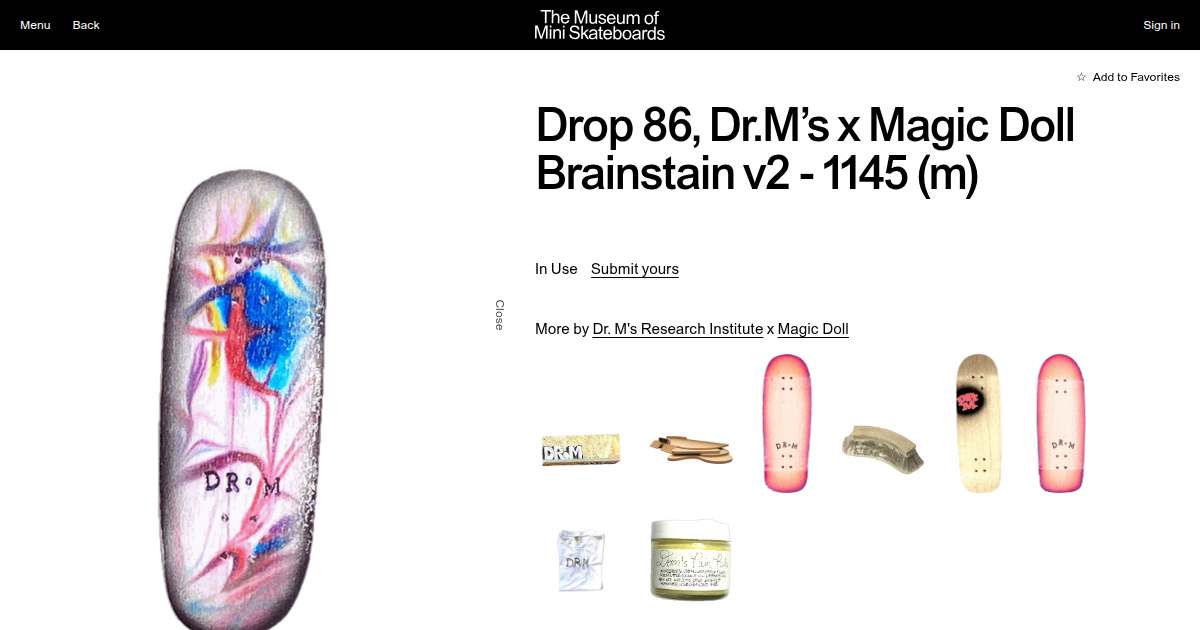 Menu
Back
The Museum of
Mini Skateboards
Sign in
☆ Add to Favorites
Drop 86, Dr.M’s x Magic Doll
Brainstain v2 - 1145 (m)
In Use
Submit yours
Close
More by Dr. M's Research Institute x Magic Doll
DR M
DR M
DR M
DR M
DR M